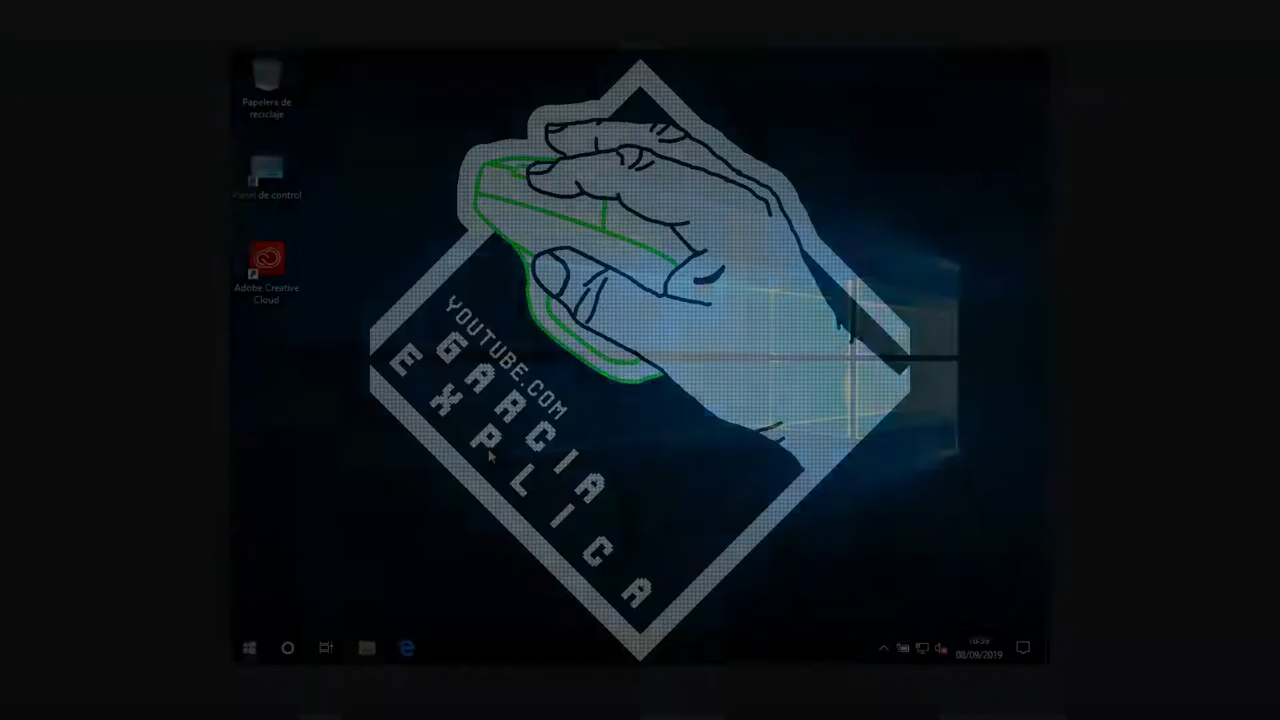 Papelera de
reciclaje
Panel de control
Adobe Creative
Cloud
YOUTUBE.COM
GARCIA
EXPLICA
08/09/2019